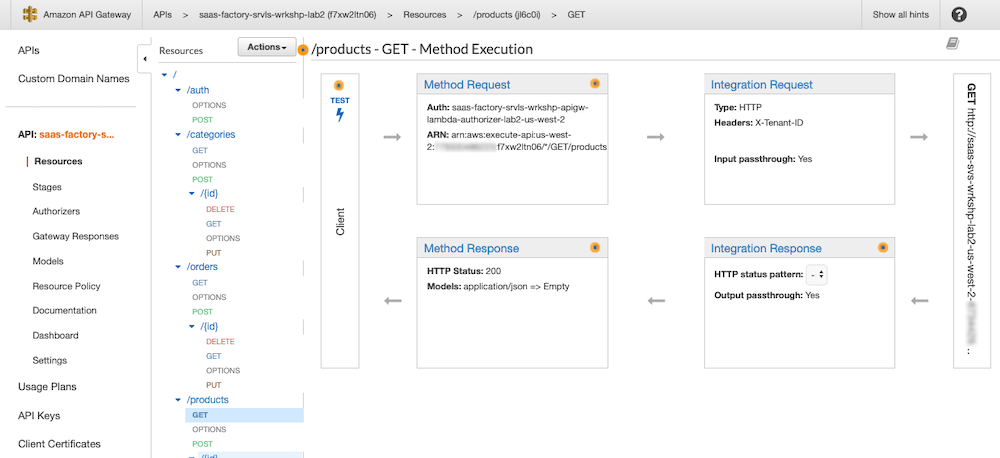 Amazon API Gateway
APIs > saas-factory-srvls-wrkshp-lab2 (f7xw2ltn06) > Resources > /products (jl6c0i) > GET
Show all hints
?
APIs
Custom Domain Names
API: saas-factory-s...
Resources
Stages
Authorizers
Gateway Responses
Models
Resource Policy
Documentation
Dashboard
Settings
Usage Plans
API Keys
Client Certificates
Resources
Actions
/
/auth
OPTIONS
POST
/categories
GET
OPTIONS
POST
/{id}
DELETE
GET
OPTIONS
PUT
/orders
GET
OPTIONS
POST
/{id}
DELETE
GET
OPTIONS
PUT
/products
GET
OPTIONS
POST
/{id}
/products - GET - Method Execution
TEST
Client
Method Request
Auth: saas-factory-srvls-wrkshp-apigw-
lambda-authorizer-lab2-us-west-2
ARN: arn:aws:execute-api:us-west-
2: f7xw2ltn06/*/GET/products
Integration Request
Type: HTTP
Headers: X-Tenant-ID
Input passthrough: Yes
Method Response
HTTP Status: 200
Models: application/json => Empty
Integration Response
HTTP status pattern: -
Output passthrough: Yes
GET http://saas-svs-wrkshp-lab2-us-west-2- ...